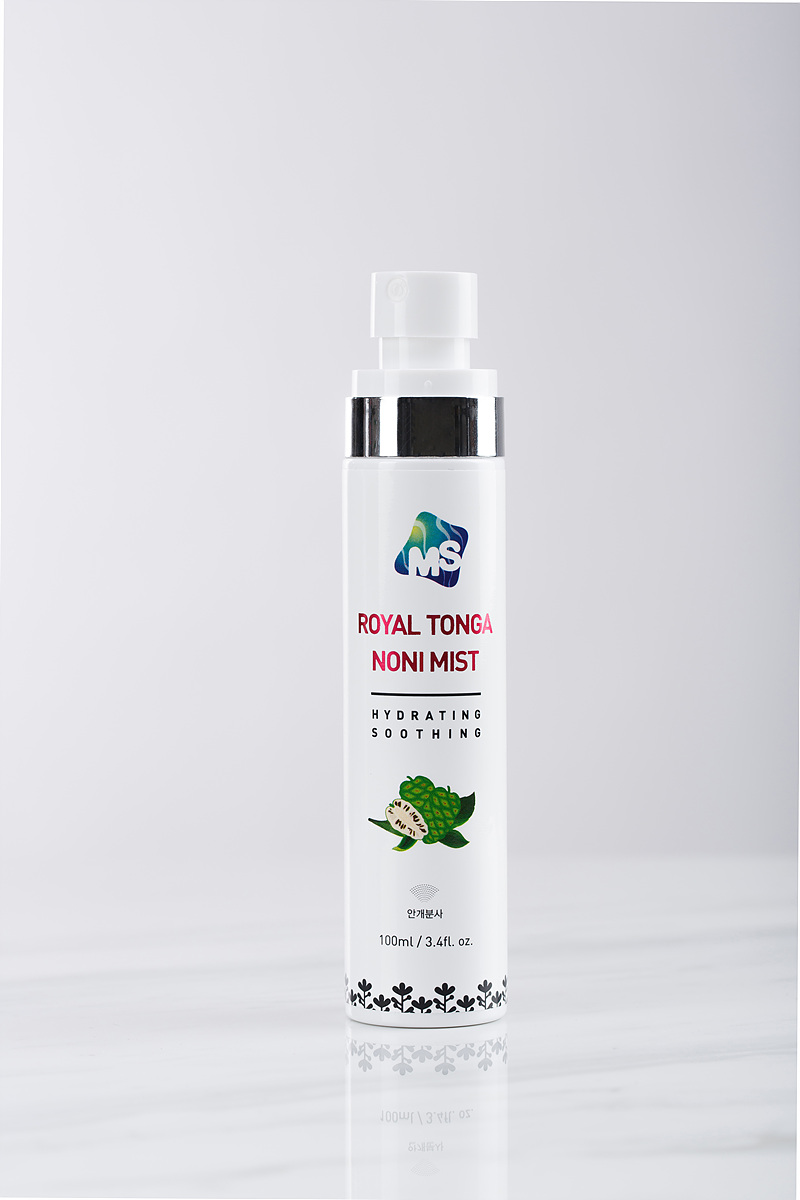 MS
ROYAL TONGA
NONI MIST
HYDRATING
SOOTHING
안개분사
100ml / 3.4fl. oz.